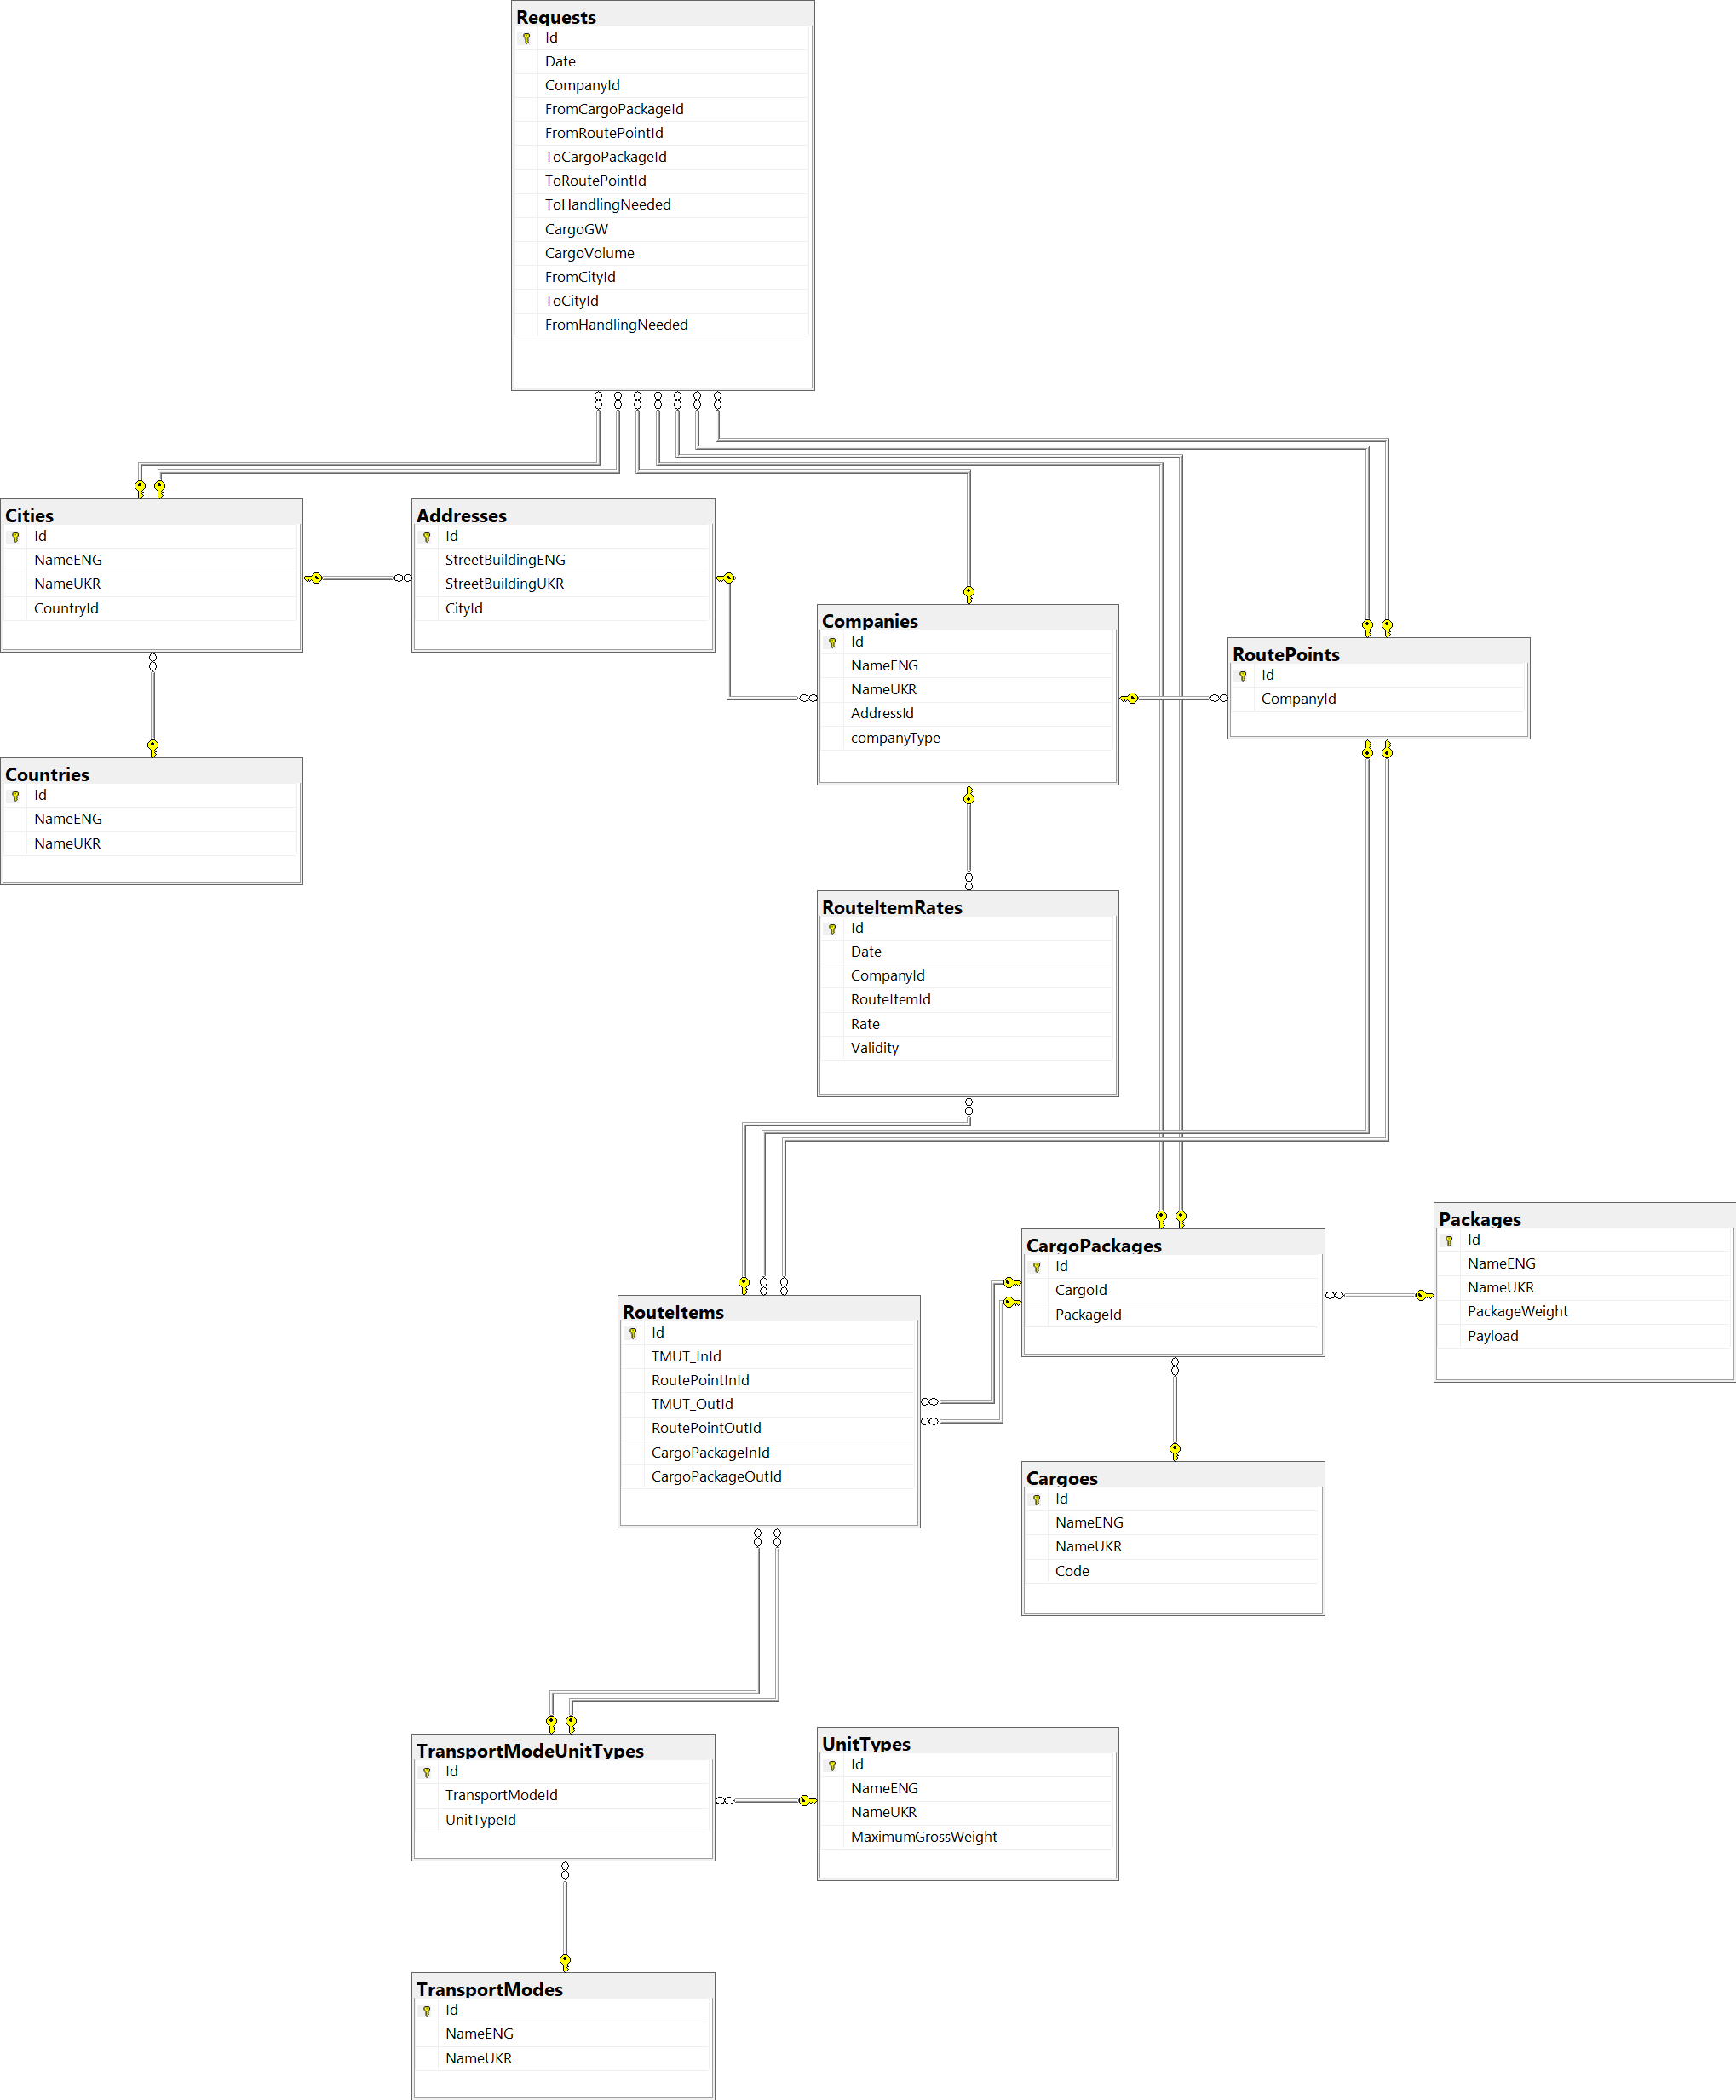 Requests
Id
Date
CompanyId
FromCargoPackageId
FromRoutePointId
ToCargoPackageId
ToRoutePointId
ToHandlingNeeded
CargoGW
CargoVolume
FromCityId
ToCityId
FromHandlingNeeded
Cities
Id
NameENG
NameUKR
CountryId
Addresses
Id
StreetBuildingENG
StreetBuildingUKR
CityId
Companies
Id
NameENG
NameUKR
AddressId
companyType
RoutePoints
Id
CompanyId
Countries
Id
NameENG
NameUKR
RouteItemRates
Id
Date
CompanyId
RouteItemId
Rate
Validity
Packages
Id
NameENG
NameUKR
PackageWeight
Payload
CargoPackages
Id
CargoId
PackageId
RouteItems
Id
TMUT_InId
RoutePointInId
TMUT_OutId
RoutePointOutId
CargoPackageInId
CargoPackageOutId
Cargoes
Id
NameENG
NameUKR
Code
TransportModeUnitTypes
Id
TransportModeId
UnitTypeId
UnitTypes
Id
NameENG
NameUKR
MaximumGrossWeight
TransportModes
Id
NameENG
NameUKR